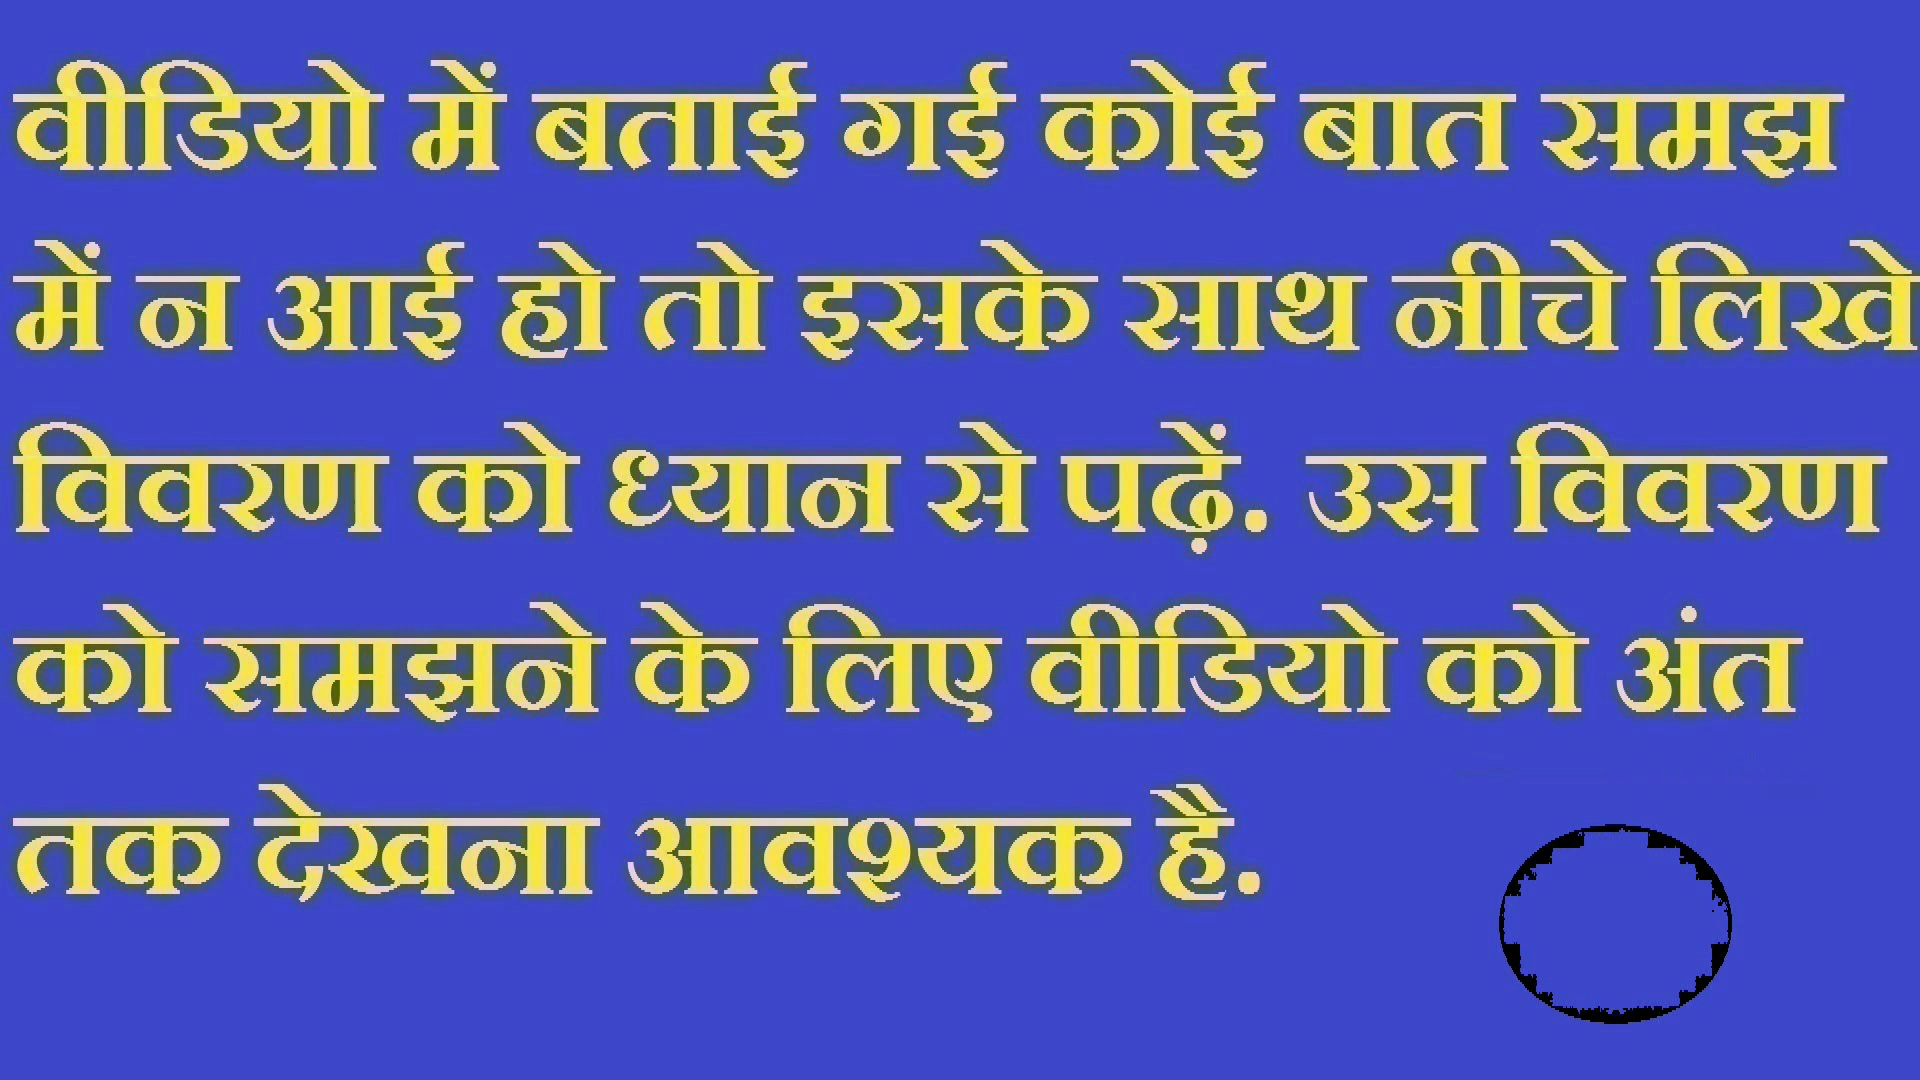 वीडियो में बताई गई कोई बात समझ
में न आई हो तो इसके साथ नीचे लिखे
विवरण को ध्यान से पढ़ें. उस विवरण
को समझने के लिए वीडियो को अंत
तक देखना आवश्यक है.